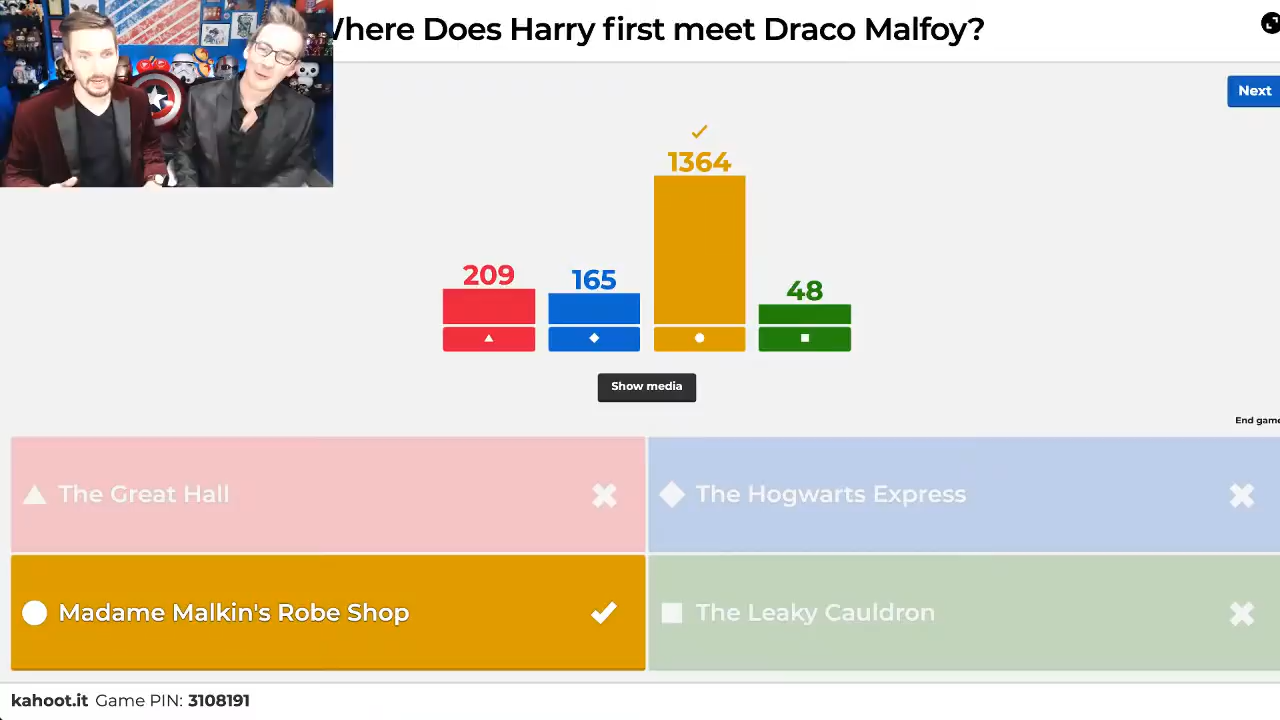 Where Does Harry first meet Draco Malfoy?
Next
1364
209
165
48
Show media
End game
The Great Hall
The Hogwarts Express
Madame Malkin's Robe Shop
The Leaky Cauldron
kahoot.it Game PIN: 3108191